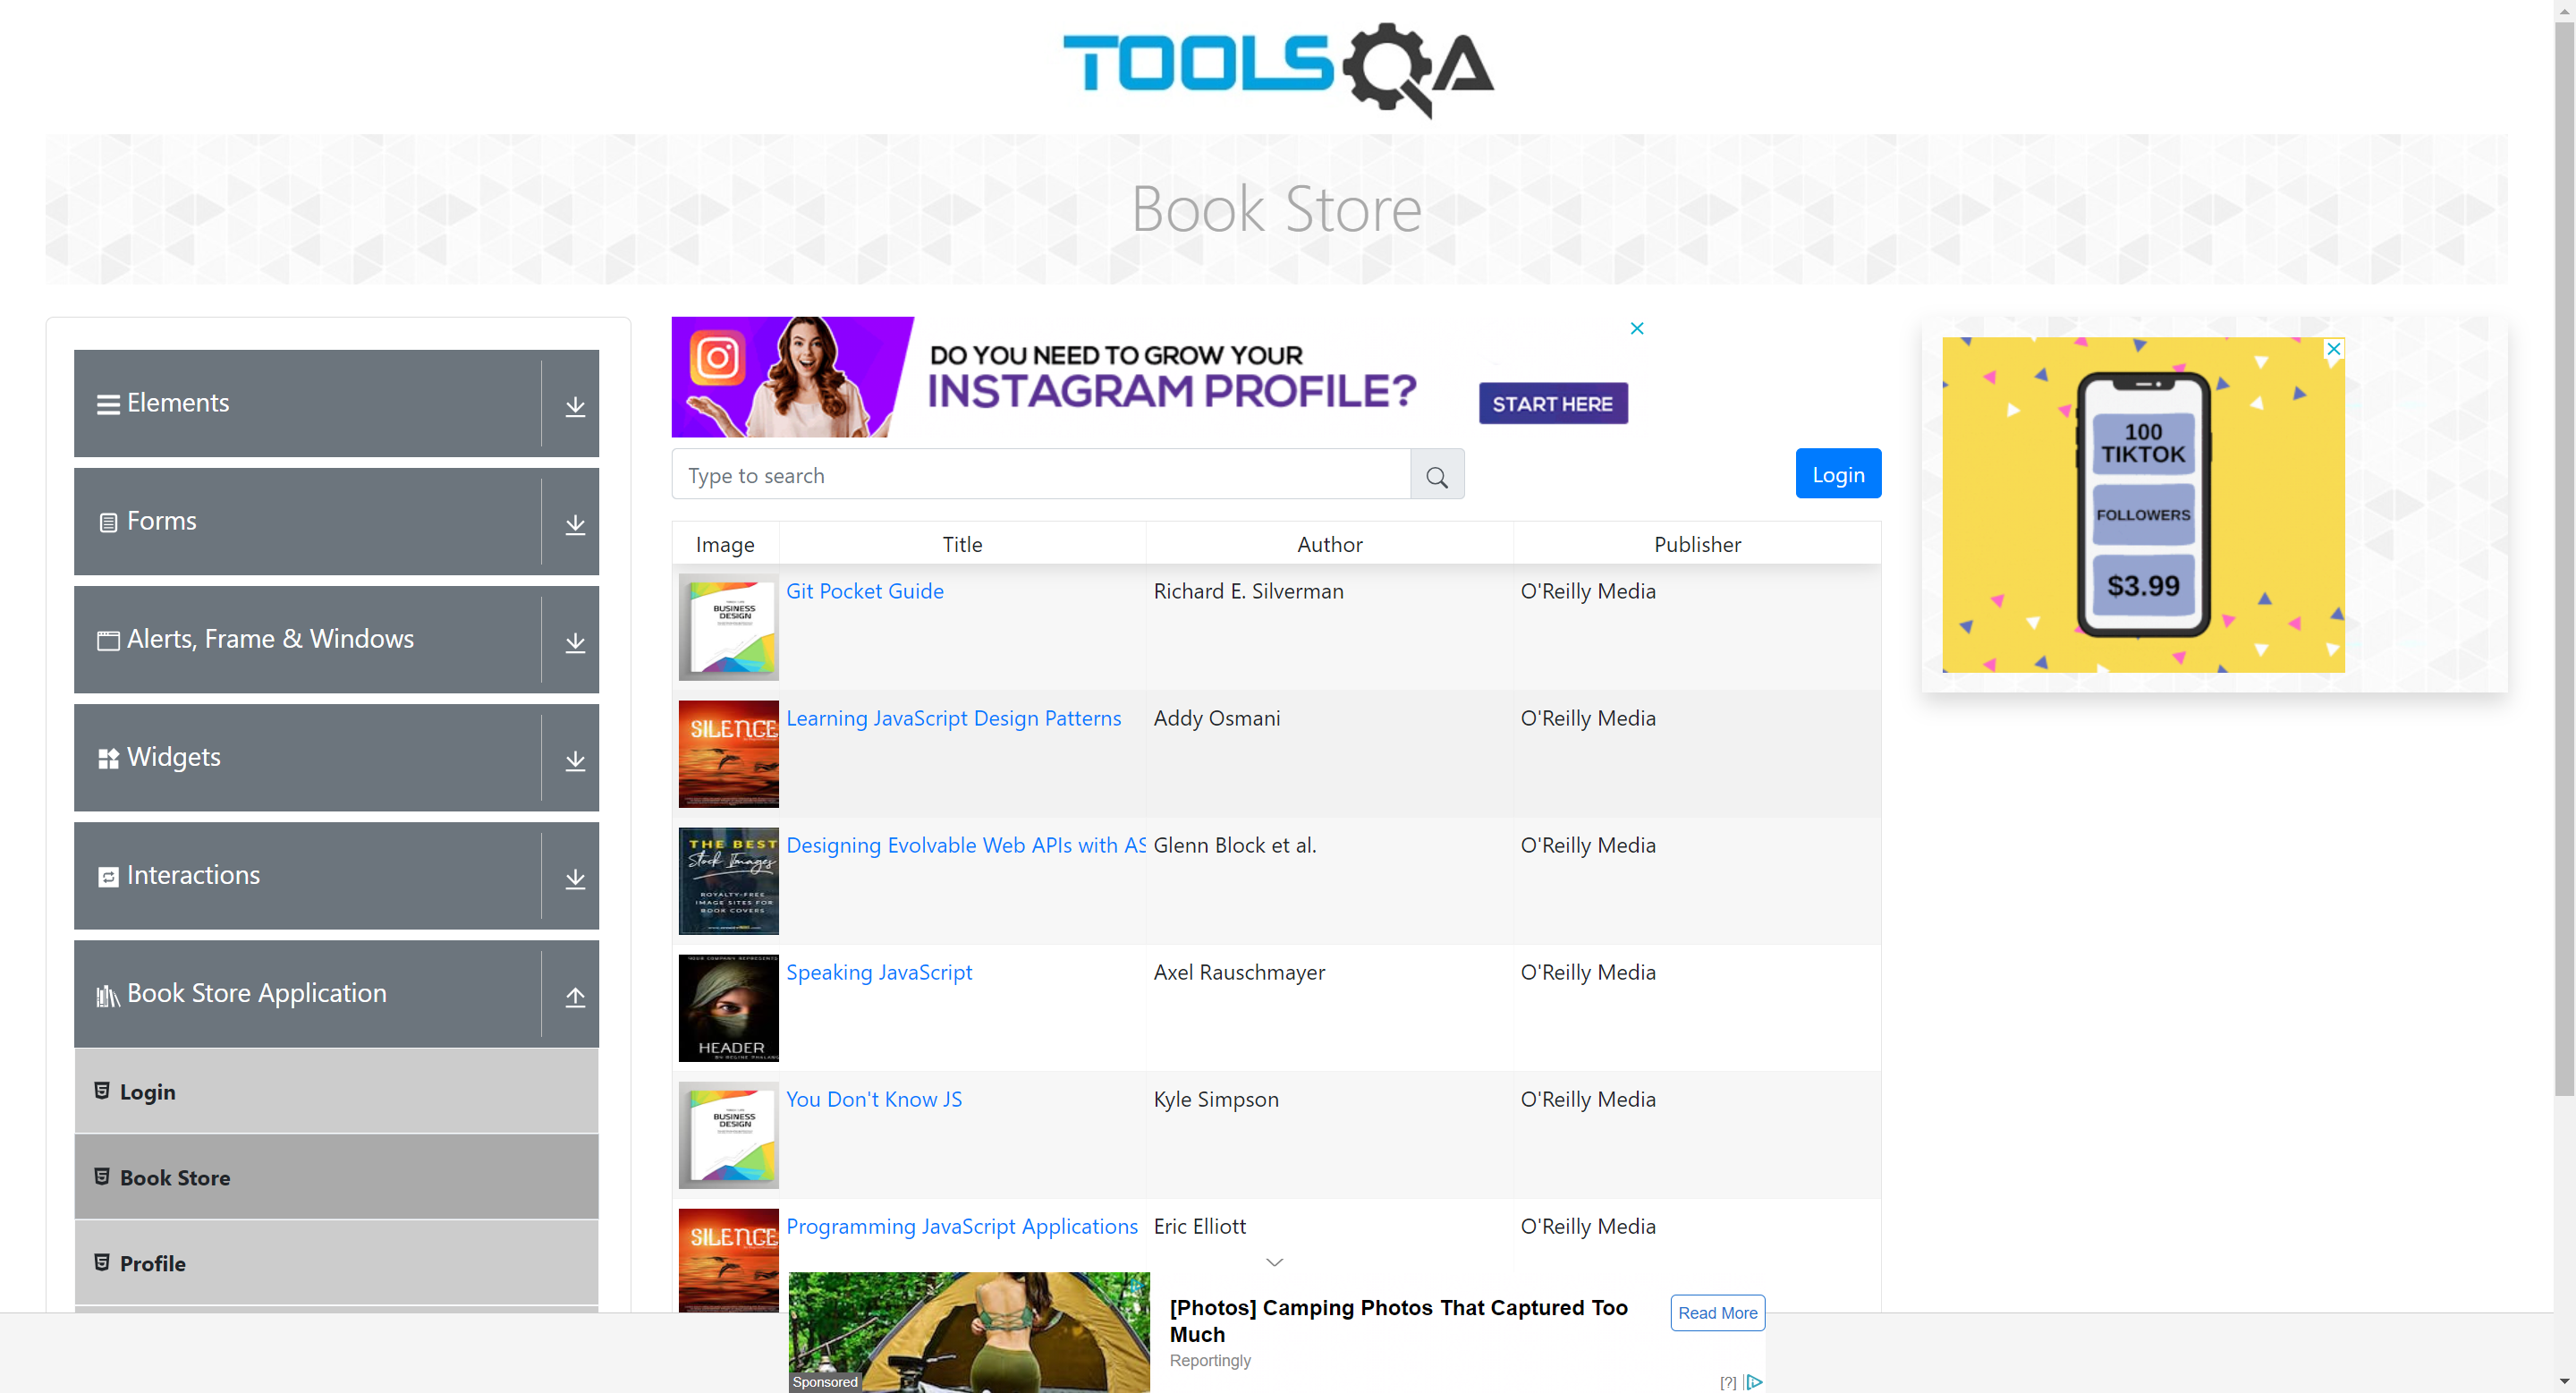 TOOLSQA
Book Store
Elements
Forms
Alerts, Frame & Windows
Widgets
Interactions
Book Store Application
Login
Book Store
Profile
DO YOU NEED TO GROW YOUR
INSTAGRAM PROFILE?
START HERE
Type to search
Login
Image Title Author Publisher
BUSINESS
DESIGN
Git Pocket Guide Richard E. Silverman O'Reilly Media
SILENCE
Learning JavaScript Design Patterns Addy Osmani O'Reilly Media
THE BEST
Stock Images
ROYALTY-FREE
IMAGE SITES FOR
BOOK COVERS
Designing Evolvable Web APIs with AS Glenn Block et al. O'Reilly Media
YOUR COMPANY REPRESENTS
HEADER
Speaking JavaScript Axel Rauschmayer O'Reilly Media
BUSINESS
DESIGN
You Don't Know JS Kyle Simpson O'Reilly Media
SILENCE
Programming JavaScript Applications Eric Elliott O'Reilly Media
100
TIKTOK
FOLLOWERS
$3.99
[Photos] Camping Photos That Captured Too
Much
Reportingly
Read More
Sponsored
[?]